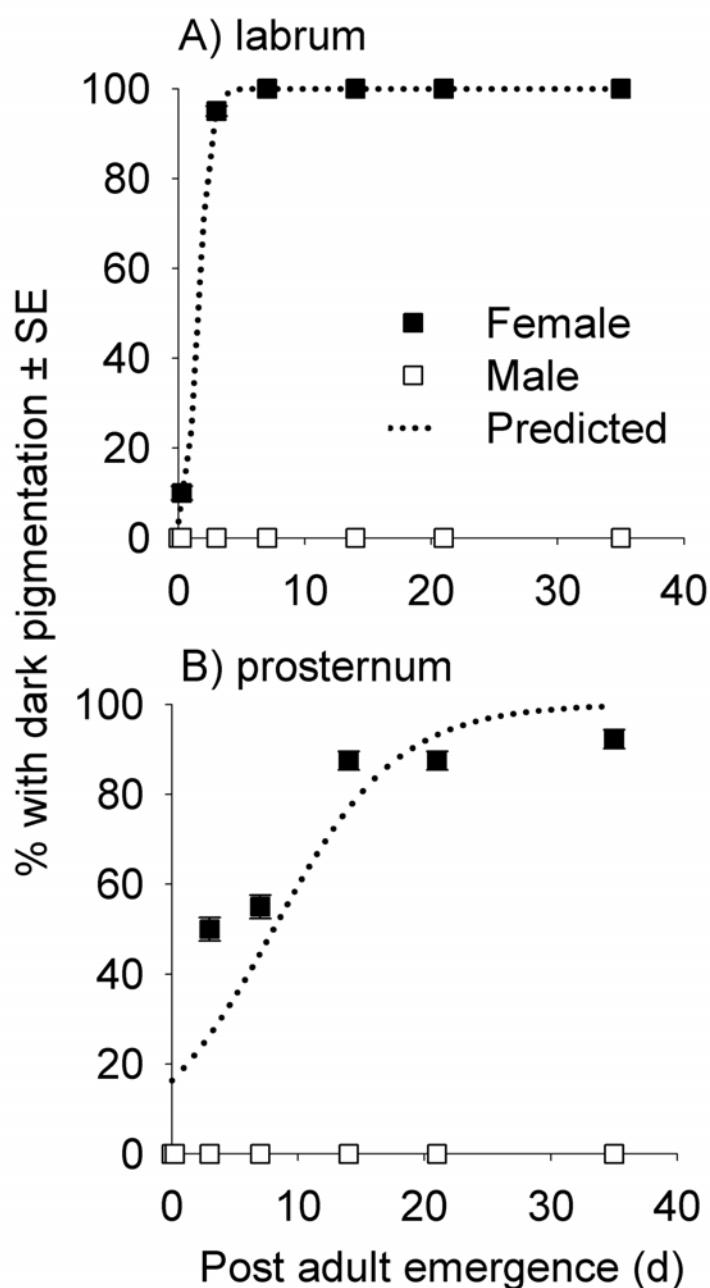 A) labrum
100
80
60
40
20
0
Female
Male
Predicted
0 10 20 30 40
% with dark pigmentation ± SE
B) prosternum
100
80
60
40
20
0
0 10 20 30 40
Post adult emergence (d)